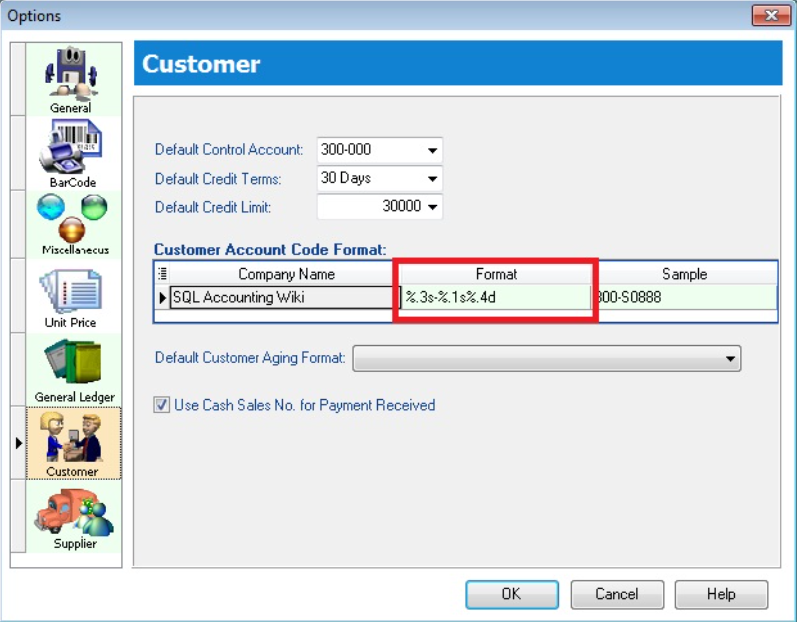 Options
General
BarCode
Miscellanecus
Unit Price
General Ledger
Customer
Supplier
Customer
Default Control Account: 300-000
Default Credit Terms: 30 Days
Default Credit Limit: 30000
Customer Account Code Format:
Company Name Format Sample
SQL Accounting Wiki %.3s-%.1s%.4d 300-S0888
Default Customer Aging Format:
Use Cash Sales No. for Payment Received
OK Cancel Help